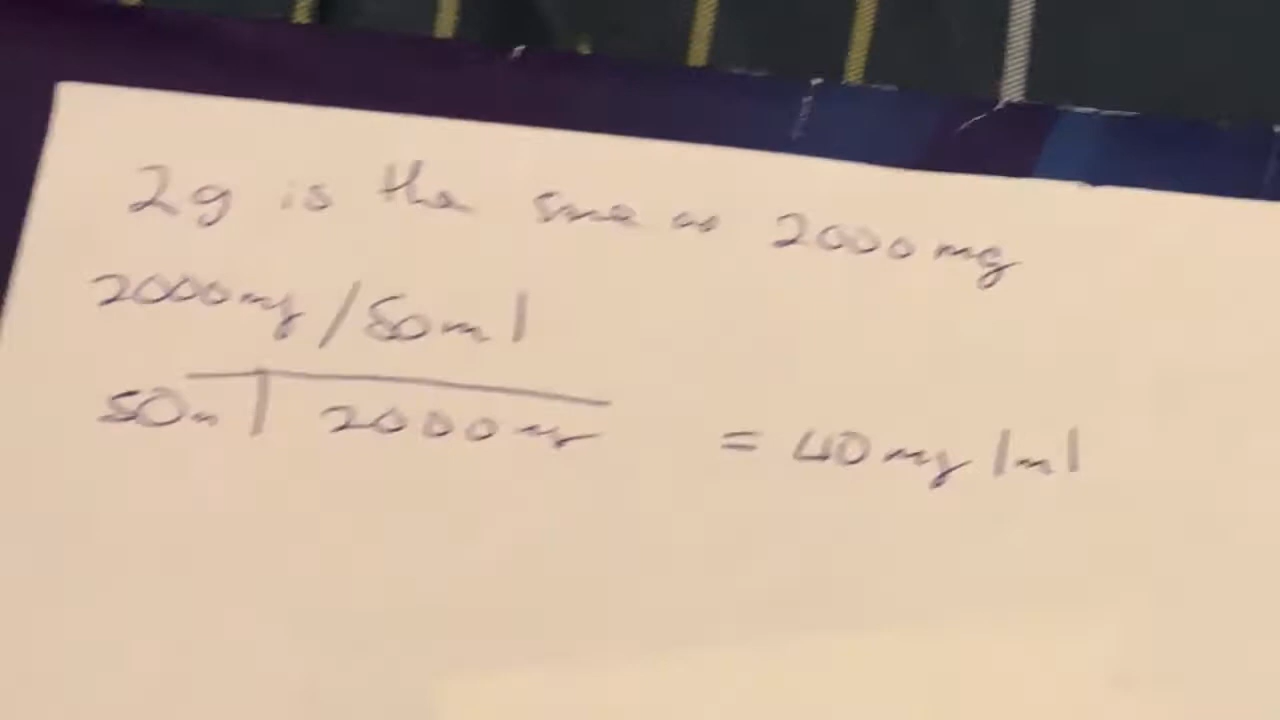 2g is the same as 2000mg
2000mg/50ml
50ml 2000mg = 40mg/ml